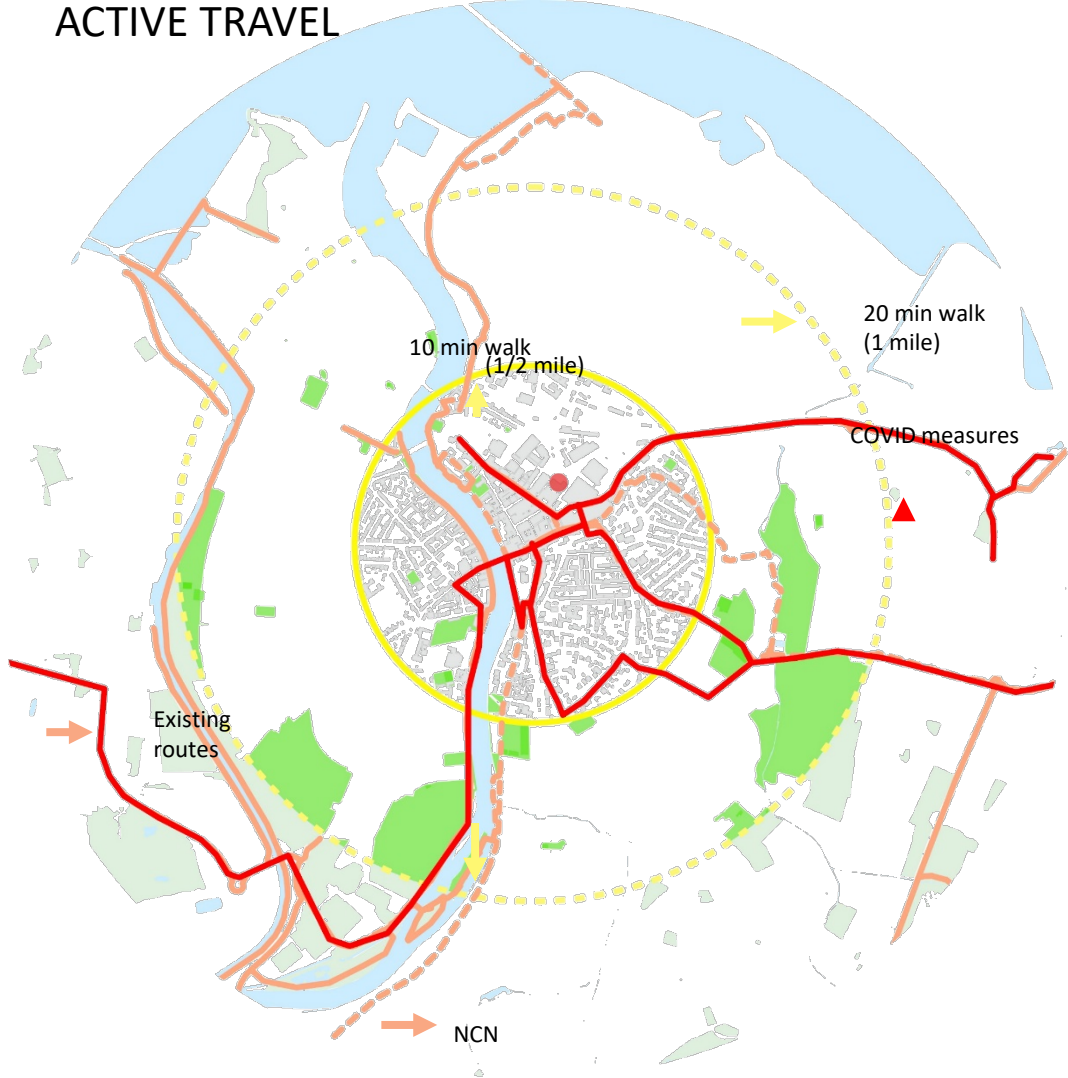 ACTIVE TRAVEL
20 min walk
(1 mile)
10 min walk
(1/2 mile)
COVID measures
Existing
routes
NCN